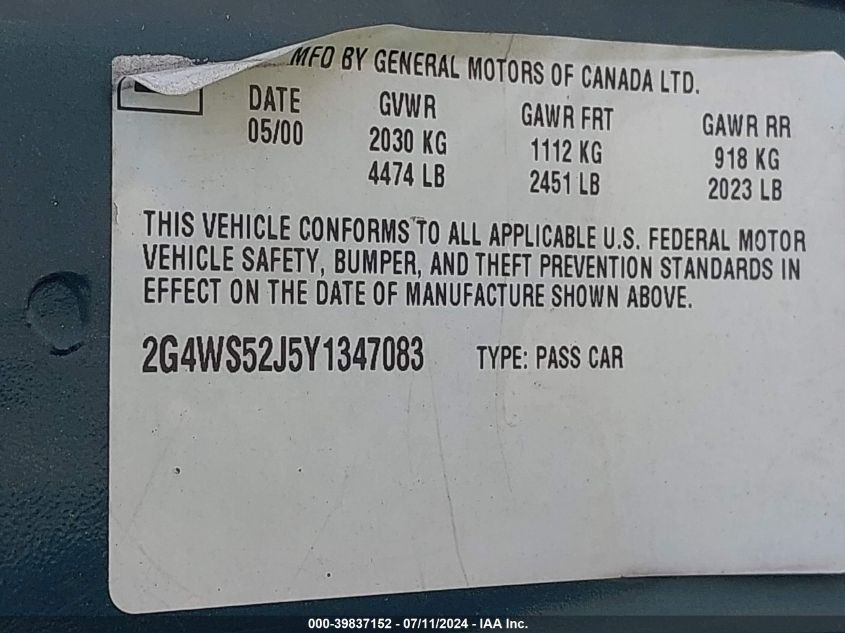 MFD BY GENERAL MOTORS OF CANADA LTD.
DATE GVWR GAWR FRT GAWR RR
05/00 2030 KG 1112 KG 918 KG
4474 LB 2451 LB 2023 LB
THIS VEHICLE CONFORMS TO ALL APPLICABLE U.S. FEDERAL MOTOR
VEHICLE SAFETY, BUMPER, AND THEFT PREVENTION STANDARDS IN
EFFECT ON THE DATE OF MANUFACTURE SHOWN ABOVE.
2G4WS52J5Y1347083 TYPE: PASS CAR
000-39837152 - 07/11/2024 - IAA Inc.